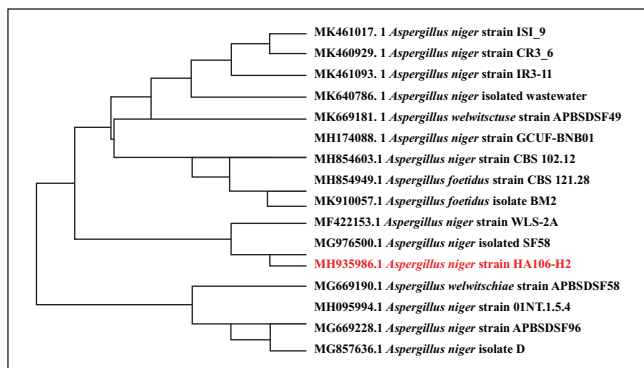 MK461017. 1 Aspergillus niger strain ISI_9
MK460929. 1 Aspergillus niger strain CR3_6
MK461093. 1 Aspergillus niger strain IR3-11
MK640786. 1 Aspergillus niger isolated wastewater
MK669181. 1 Aspergillus welwitsctuse strain APBSDSF49
MH174088. 1 Aspergillus niger strain GCUF-BNB01
MH854603.1 Aspergillus niger strain CBS 102.12
MH854949.1 Aspergillus foetidus strain CBS 121.28
MK910057.1 Aspergillus foetidus isolate BM2
MF422153.1 Aspergillus niger strain WLS-2A
MG976500.1 Aspergillus niger isolated SF58
MH935986.1 Aspergillus niger strain HA106-H2
MG669190.1 Aspergillus welwitschiae strain APBSDSF58
MH095994.1 Aspergillus niger strain 01NT.1.5.4
MG669228.1 Aspergillus niger strain APBSDSF96
MG857636.1 Aspergillus niger isolate D